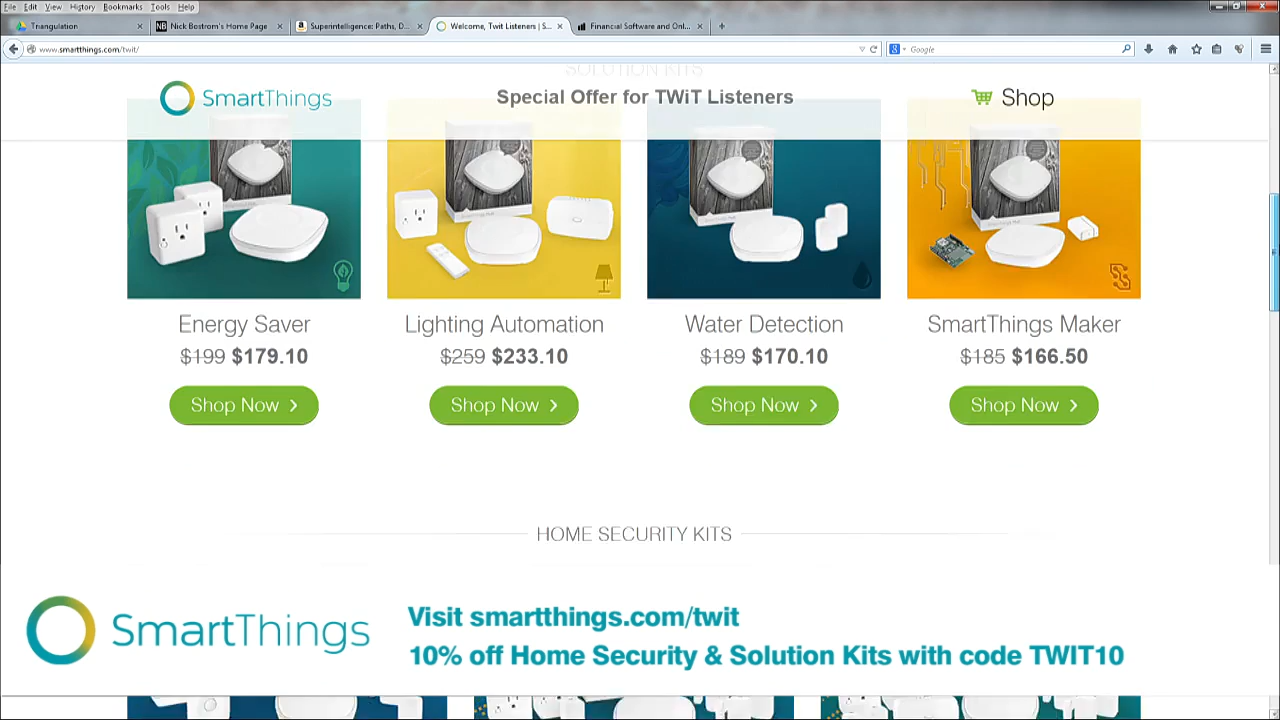 File Edit View History Bookmarks Tools Help
Triangulation
Nick Bostrom's Home Page
Superintelligence: Paths, D...
Welcome, Twit Listeners | S...
Financial Software and Onl...
www.smartthings.com/twit/
Google
SOLUTION KITS
SmartThings
Special Offer for TWiT Listeners
Shop
Energy Saver
Lighting Automation
Water Detection
SmartThings Maker
$199 $179.10
$259 $233.10
$189 $170.10
$185 $166.50
Shop Now
Shop Now
Shop Now
Shop Now
HOME SECURITY KITS
SmartThings
Visit smartthings.com/twit
10% off Home Security & Solution Kits with code TWIT10